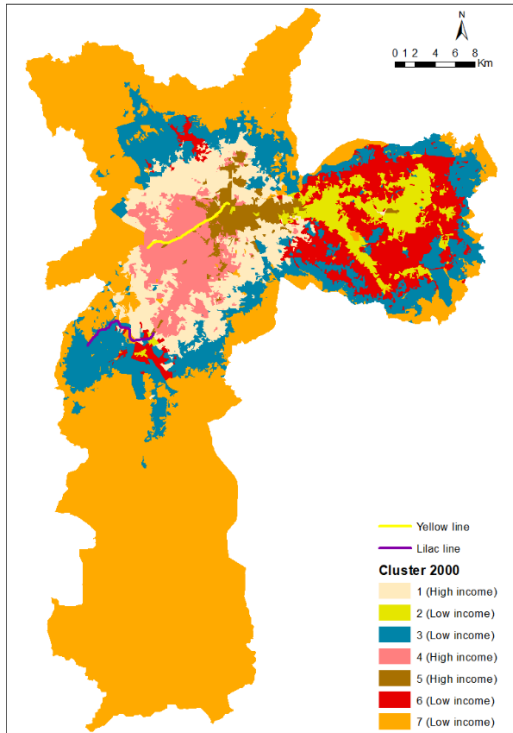 N
0 1 2 4 6 8
Km
Yellow line
Lilac line
Cluster 2000
1 (High income)
2 (Low income)
3 (Low income)
4 (High income)
5 (High income)
6 (Low income)
7 (Low income)